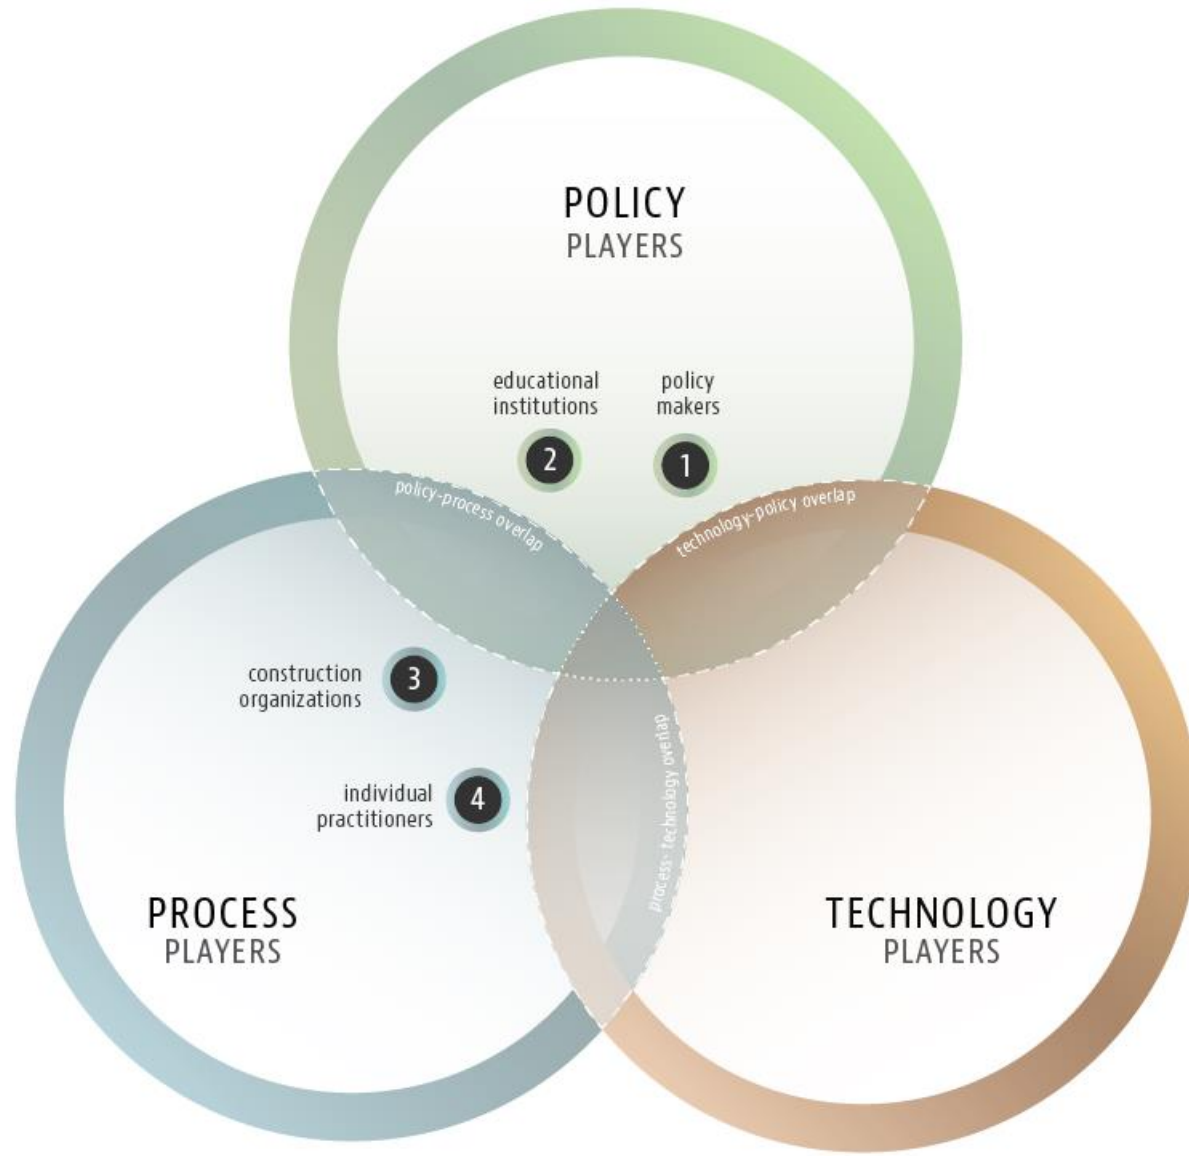 POLICY
PLAYERS
educational
institutions
policy
makers
2
1
policy-process overlap
technology-policy overlap
construction
organizations
3
individual
practitioners
4
process- technology overlap
PROCESS
PLAYERS
TECHNOLOGY
PLAYERS